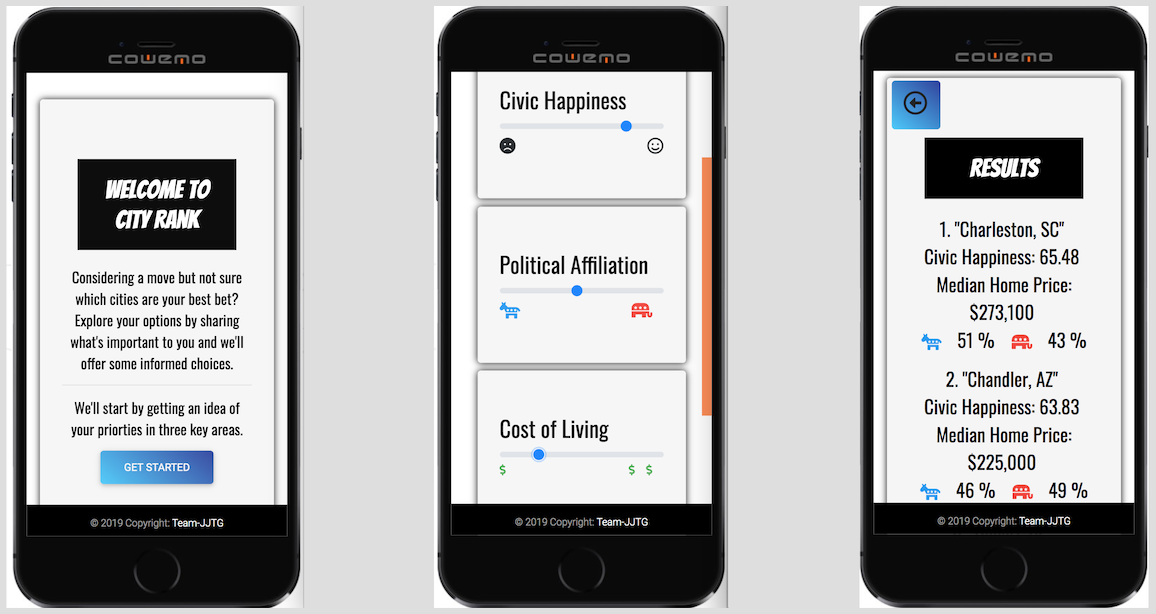 cowemo
WELCOME TO
CITY RANK
Considering a move but not sure
which cities are your best bet?
Explore your options by sharing
what's important to you and we'll
offer some informed choices.
We'll start by getting an idea of
your priorties in three key areas.
GET STARTED
© 2019 Copyright: Team-JJTG
cowemo
Civic Happiness
Political Affiliation
Cost of Living
$
$ $
© 2019 Copyright: Team-JJTG
cowemo
RESULTS
1. "Charleston, SC"
Civic Happiness: 65.48
Median Home Price:
$273,100
51 % 43 %
2. "Chandler, AZ"
Civic Happiness: 63.83
Median Home Price:
$225,000
46 % 49 %
© 2019 Copyright: Team-JJTG